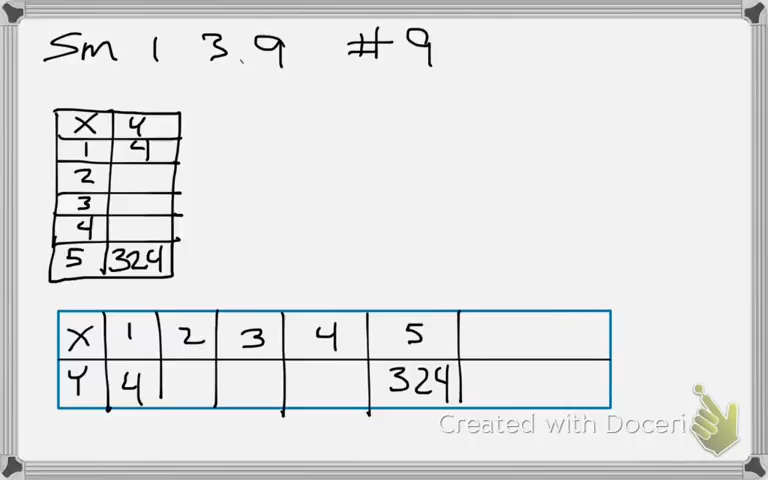 Sm 1 3.9 #9
X Y
1 4
2
3
4
5 324
X 1 2 3 4 5
Y 4 324
Created with Doceri